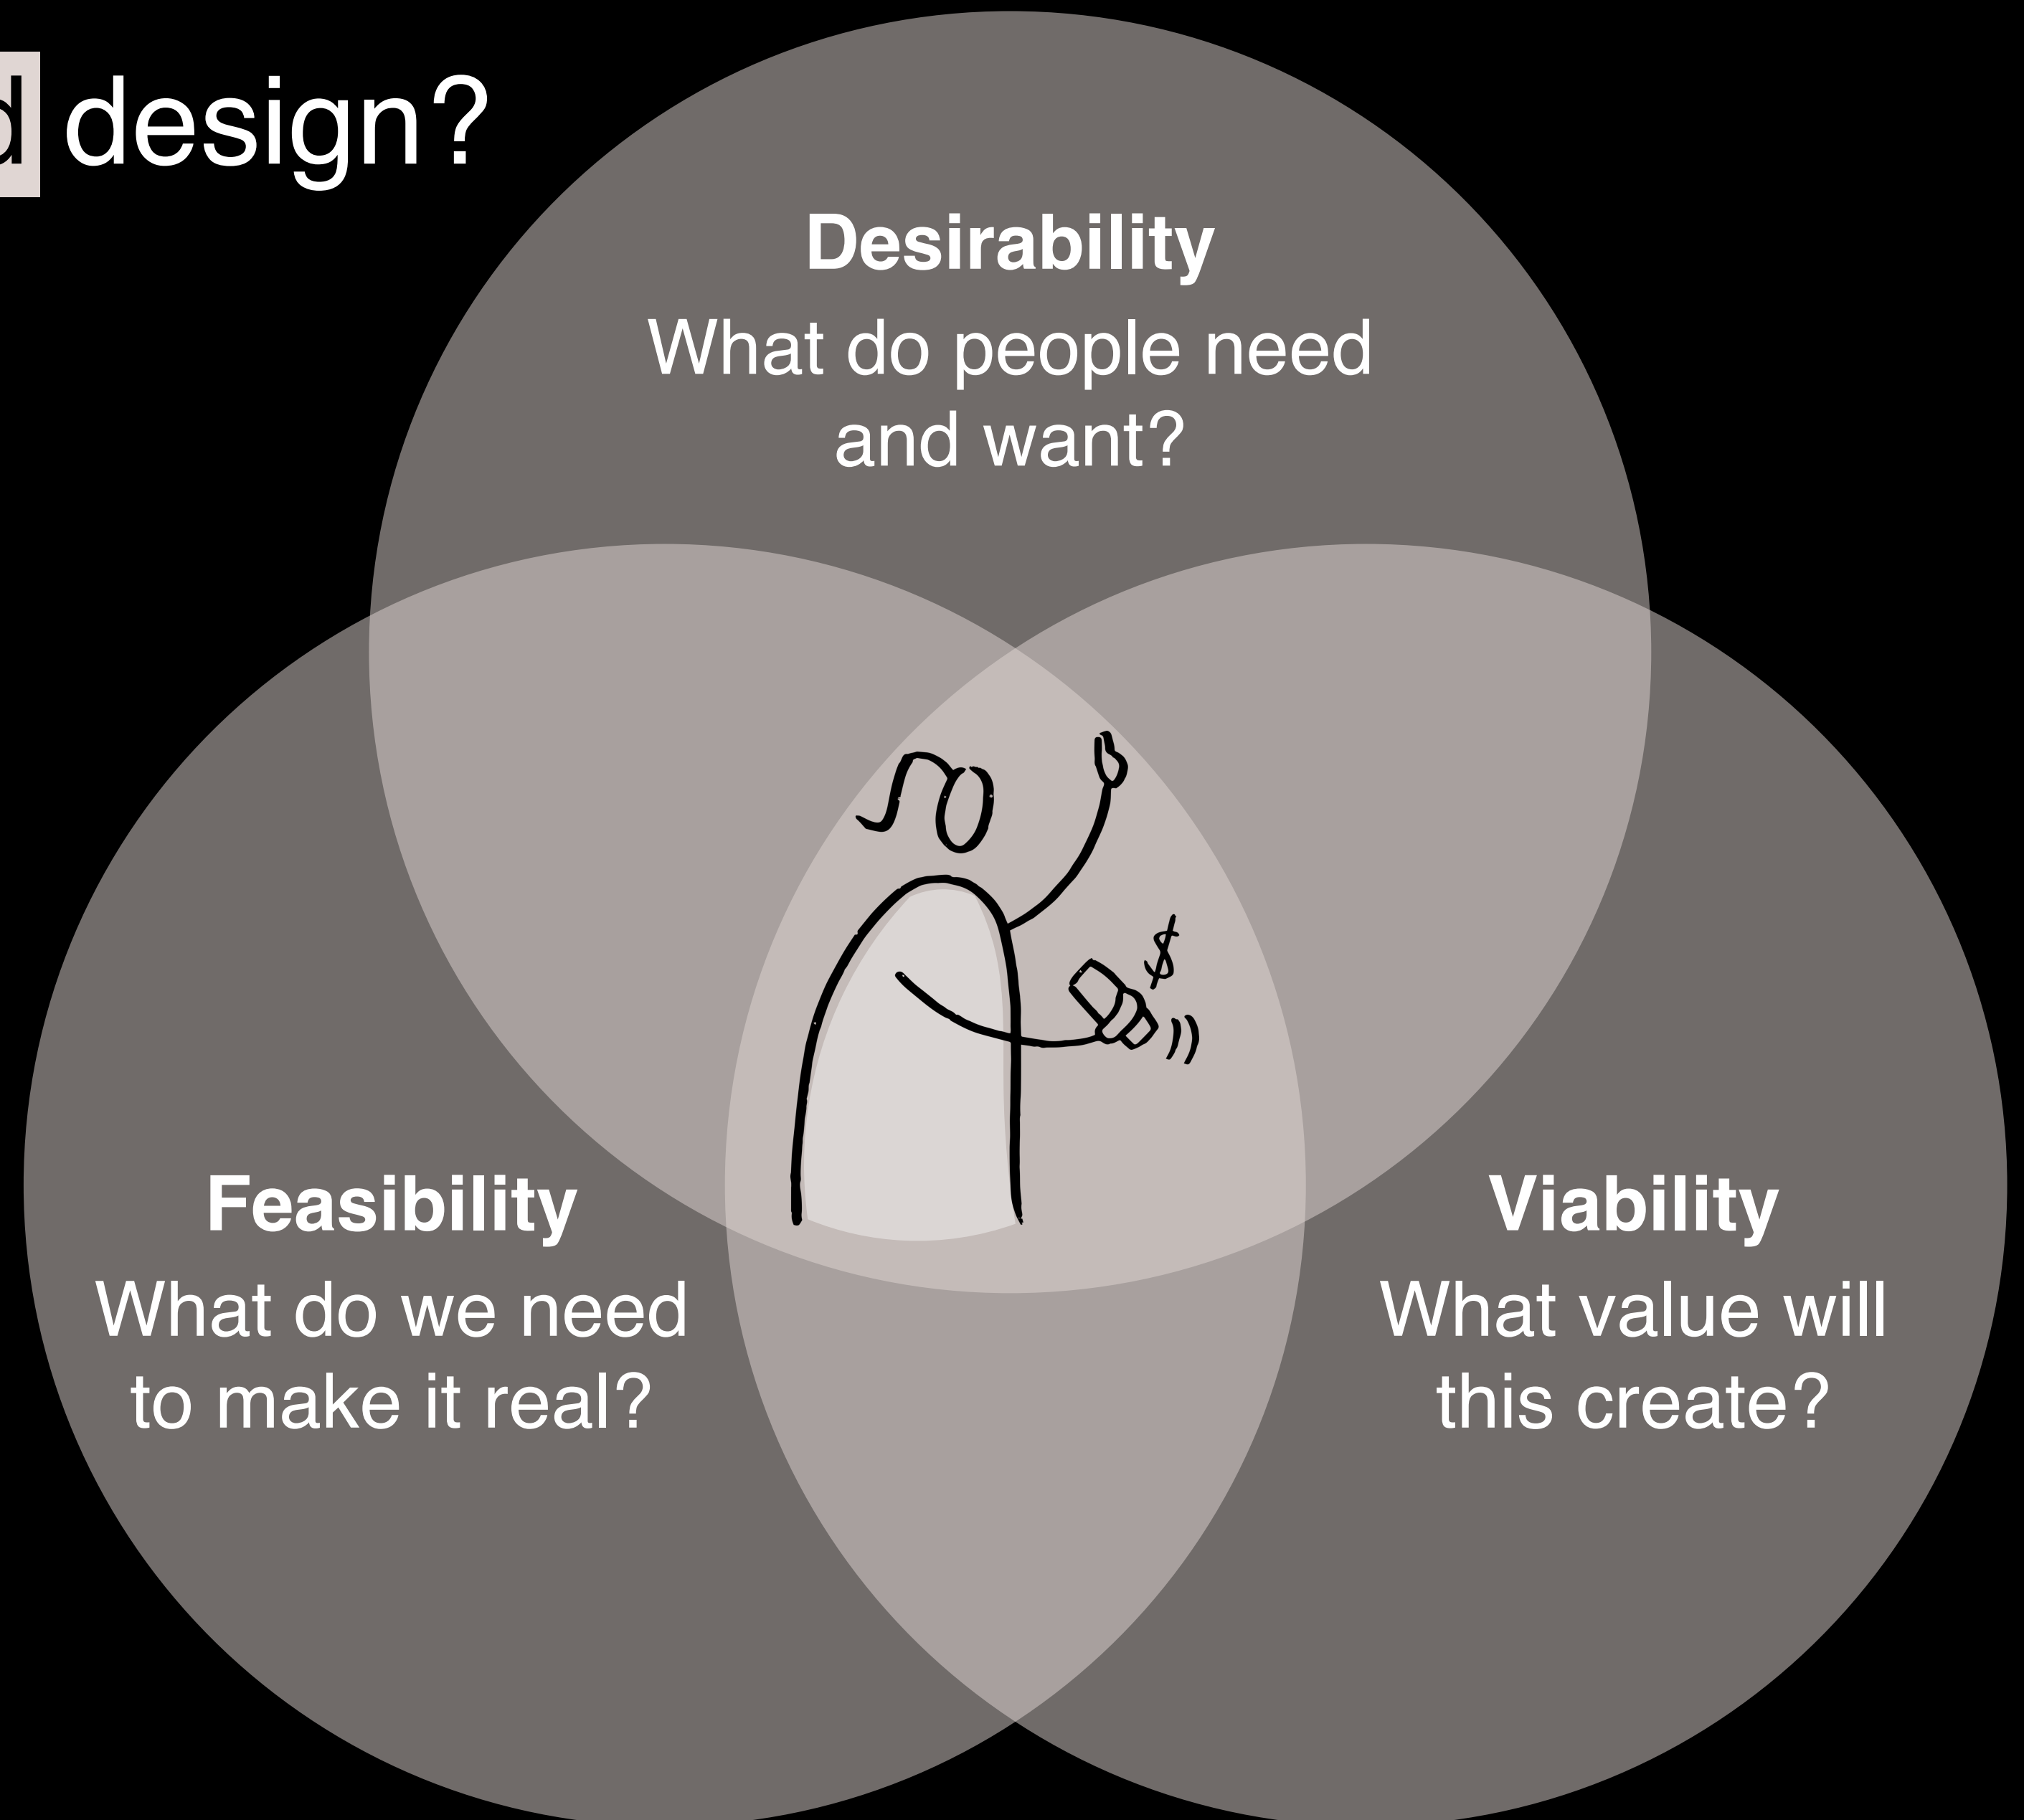 d design?
Desirability
What do people need
and want?
$
Feasibility
What do we need
to make it real?
Viability
What value will
this create?